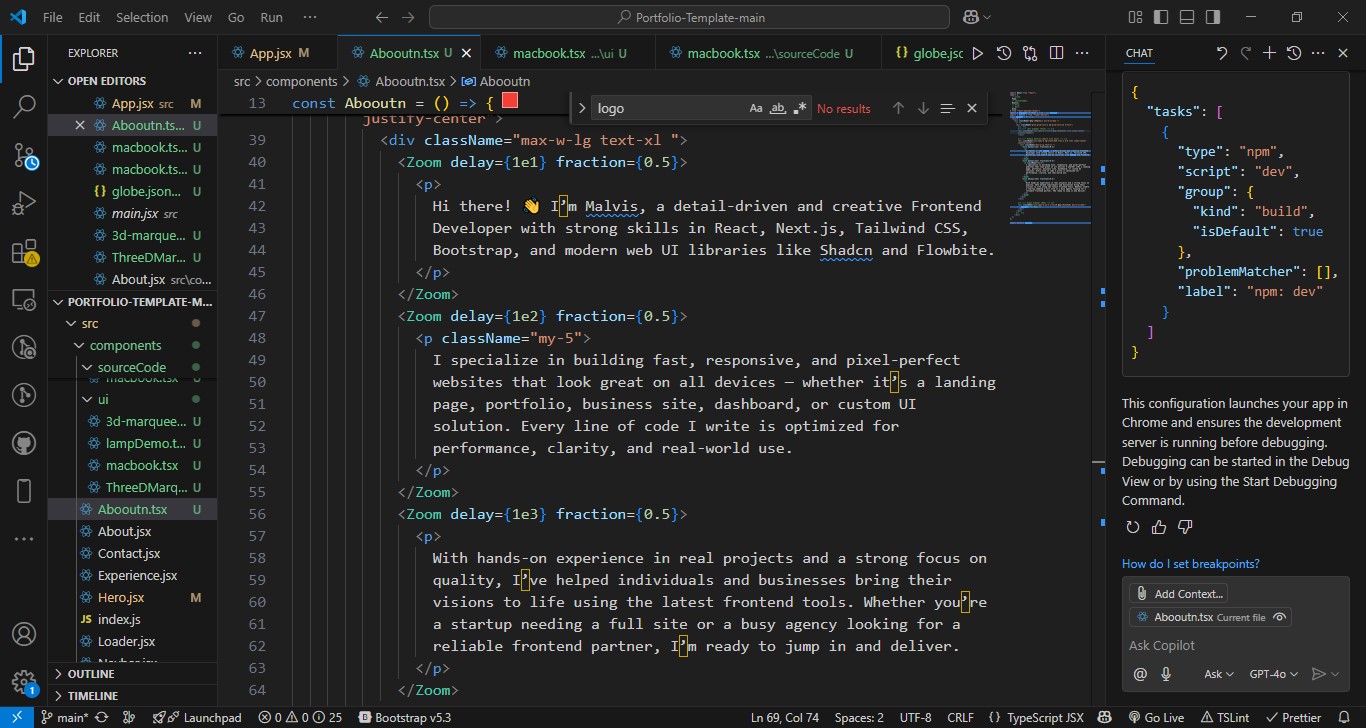 File Edit Selection View Go Run ··· Portfolio-Template-main
EXPLORER ···
OPEN EDITORS
App.jsx src M
Abooutn.ts... U
macbook.ts... U
macbook.ts... U
{} globe.json... U
main.jsx src
3d-marque... U
ThreeDMar... U
About.jsx src\co...
PORTFOLIO-TEMPLATE-M...
src
components
sourceCode
macbook.tsx U
ui
3d-marquee... U
lampDemo.t... U
macbook.tsx U
ThreeDMarq... U
Abooutn.tsx U
About.jsx
Contact.jsx
Experience.jsx
Hero.jsx M
JS index.js
Loader.jsx
OUTLINE
TIMELINE
App.jsx M Abooutn.tsx U macbook.tsx ...\ui U macbook.tsx ...\sourceCode U {} globe.jsc ···
src > components > Abooutn.tsx > Abooutn
13 const Abooutn = () => {
logo Aa ab .* No results
justify-center">
39 <div className="max-w-lg text-xl ">
40 <Zoom delay={1e1} fraction={0.5}>
41 <p>
42 Hi there! 👋 I’m Malvis, a detail-driven and creative Frontend
43 Developer with strong skills in React, Next.js, Tailwind CSS,
44 Bootstrap, and modern web UI libraries like Shadcn and Flowbite.
45 </p>
46 </Zoom>
47 <Zoom delay={1e2} fraction={0.5}>
48 <p className="my-5">
49 I specialize in building fast, responsive, and pixel-perfect
50 websites that look great on all devices — whether it’s a landing
51 page, portfolio, business site, dashboard, or custom UI
52 solution. Every line of code I write is optimized for
53 performance, clarity, and real-world use.
54 </p>
55 </Zoom>
56 <Zoom delay={1e3} fraction={0.5}>
57 <p>
58 With hands-on experience in real projects and a strong focus on
59 quality, I’ve helped individuals and businesses bring their
60 visions to life using the latest frontend tools. Whether you’re
61 a startup needing a full site or a busy agency looking for a
62 reliable frontend partner, I’m ready to jump in and deliver.
63 </p>
64 </Zoom>
CHAT ···
{
"tasks": [
{
"type": "npm",
"script": "dev",
"group": {
"kind": "build",
"isDefault": true
},
"problemMatcher": [],
"label": "npm: dev"
}
]
}
This configuration launches your app in
Chrome and ensures the development
server is running before debugging.
Debugging can be started in the Debug
View or by using the Start Debugging
Command.
How do I set breakpoints?
Add Context...
Abooutn.tsx Current file
Ask Copilot
@ Ask GPT-4o
1
main* Launchpad 0 0 25 B Bootstrap v5.3 Ln 69, Col 74 Spaces: 2 UTF-8 CRLF {} TypeScript JSX Go Live TSLint Prettier